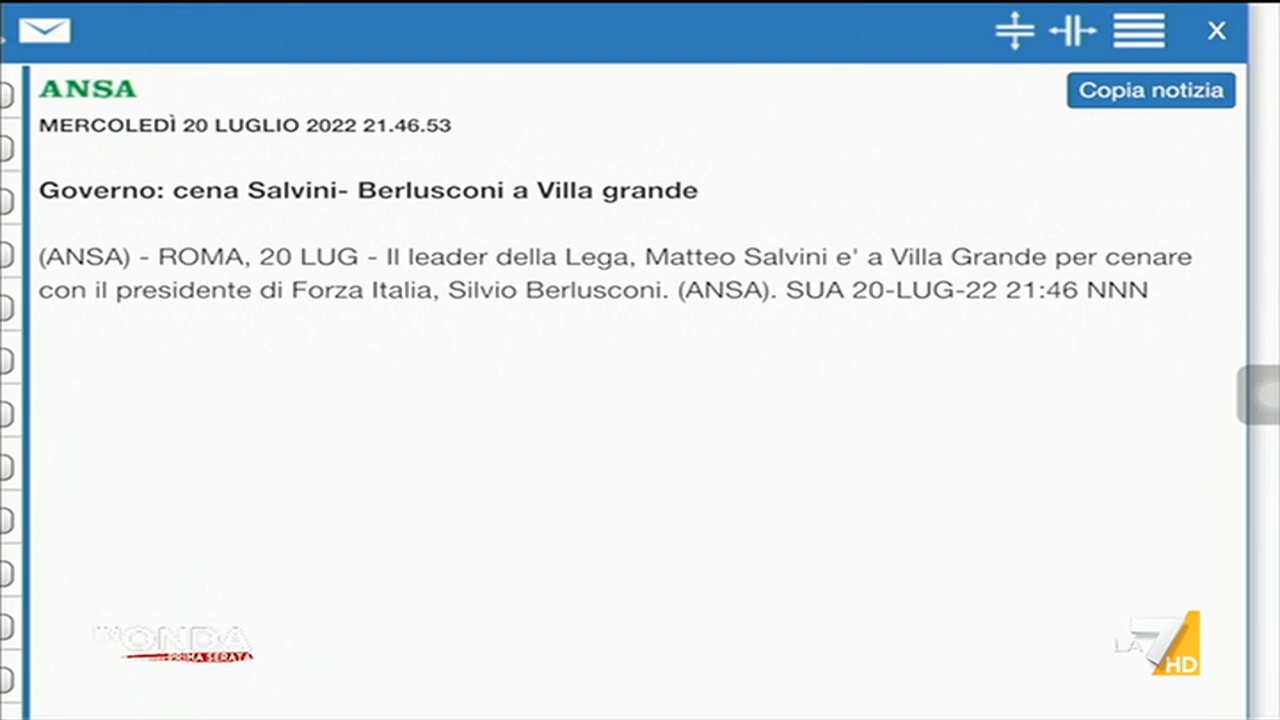 ANSA
Copia notizia
MERCOLEDÌ 20 LUGLIO 2022 21.46.53
Governo: cena Salvini- Berlusconi a Villa grande
(ANSA) - ROMA, 20 LUG - Il leader della Lega, Matteo Salvini e' a Villa Grande per cenare
con il presidente di Forza Italia, Silvio Berlusconi. (ANSA). SUA 20-LUG-22 21:46 NNN
IN ONDA
PRIMA SERATA
LA7
HD